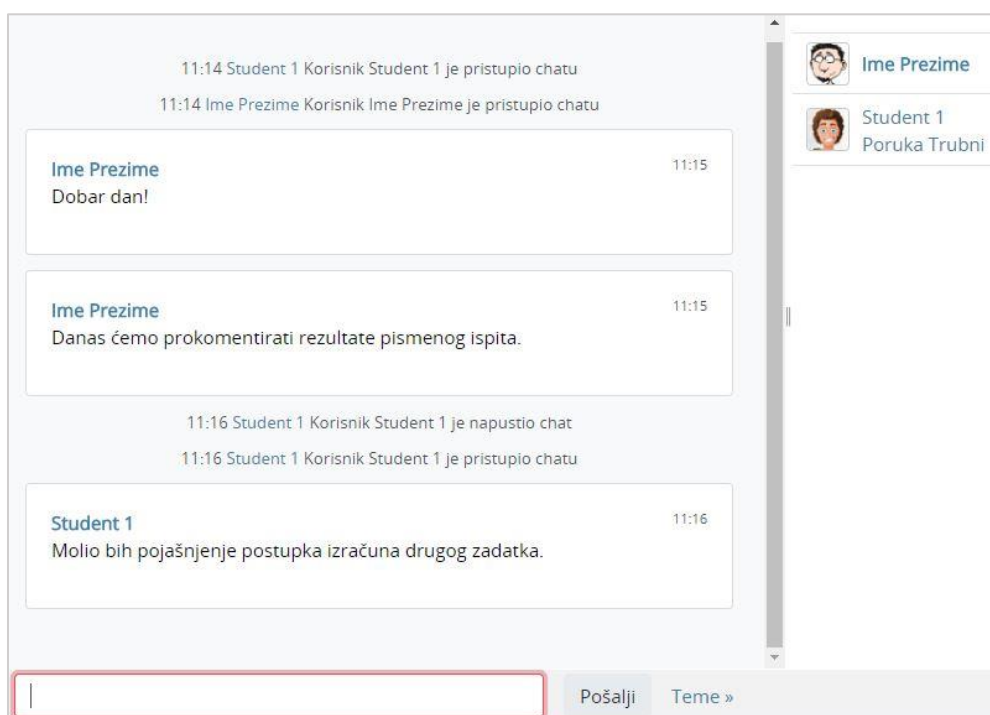 11:14 Student 1 Korisnik Student 1 je pristupio chatu
11:14 Ime Prezime Korisnik Ime Prezime je pristupio chatu
Ime Prezime 11:15
Dobar dan!
Ime Prezime 11:15
Danas ćemo prokomentirati rezultate pismenog ispita.
11:16 Student 1 Korisnik Student 1 je napustio chat
11:16 Student 1 Korisnik Student 1 je pristupio chatu
Student 1 11:16
Molio bih pojašnjenje postupka izračuna drugog zadatka.
Pošalji Teme »
Ime Prezime
Student 1
Poruka Trubni